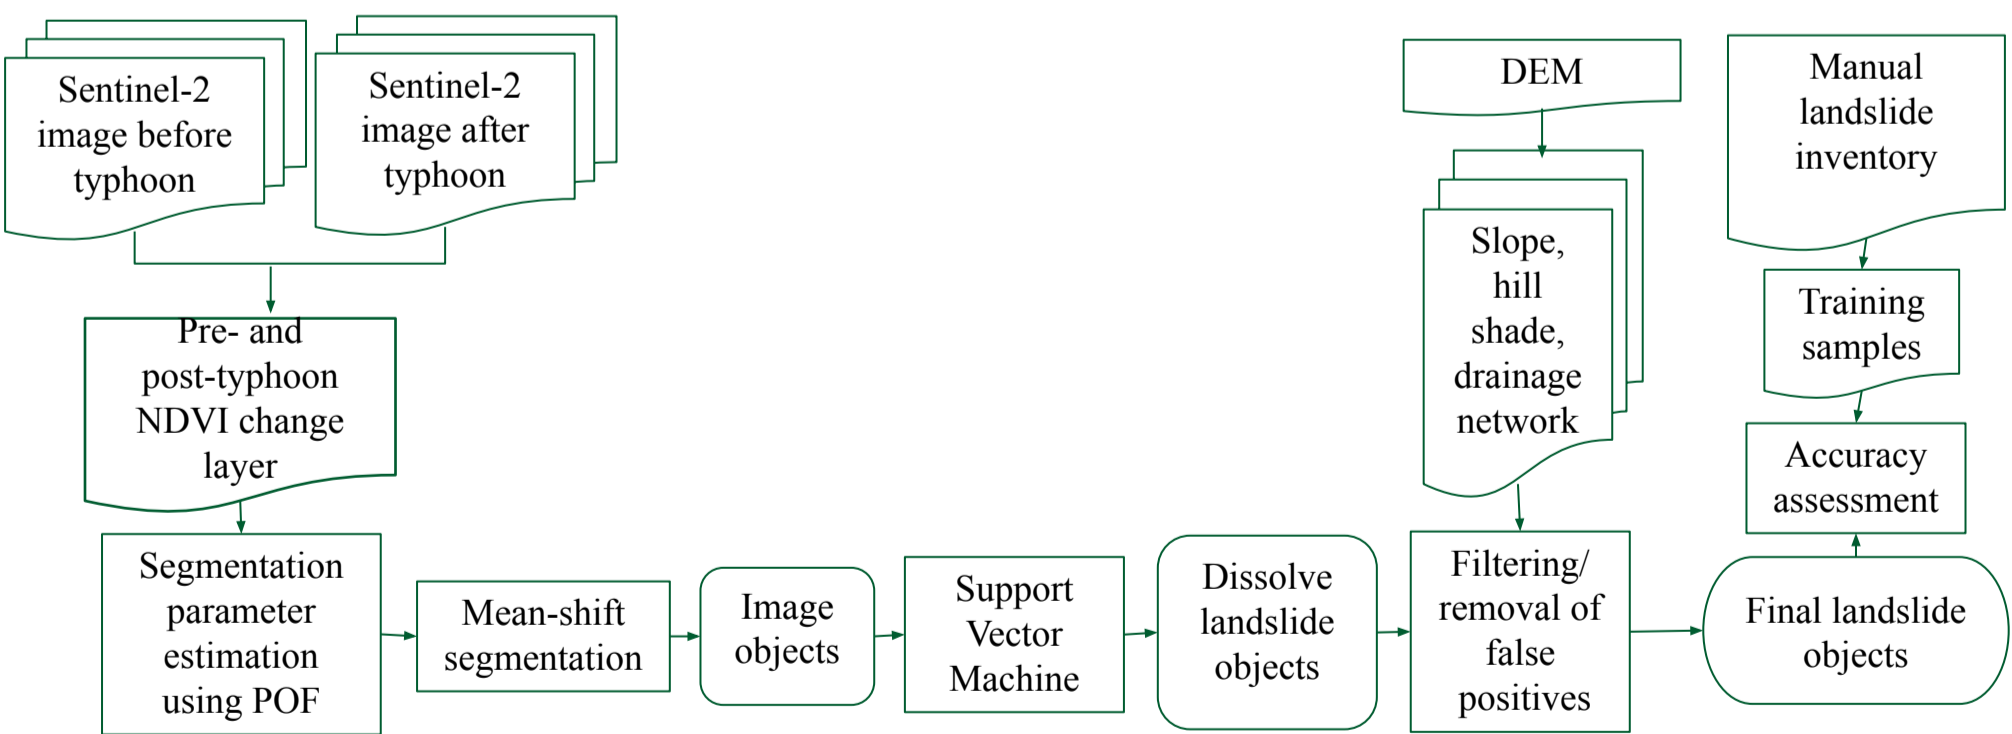 Sentinel-2
image before
typhoon
Sentinel-2
image after
typhoon
Pre- and
post-typhoon
NDVI change
layer
Segmentation
parameter
estimation
using POF
Mean-shift
segmentation
Image
objects
Support
Vector
Machine
Dissolve
landslide
objects
DEM
Slope,
hill
shade,
drainage
network
Filtering/
removal of
false
positives
Manual
landslide
inventory
Training
samples
Accuracy
assessment
Final landslide
objects